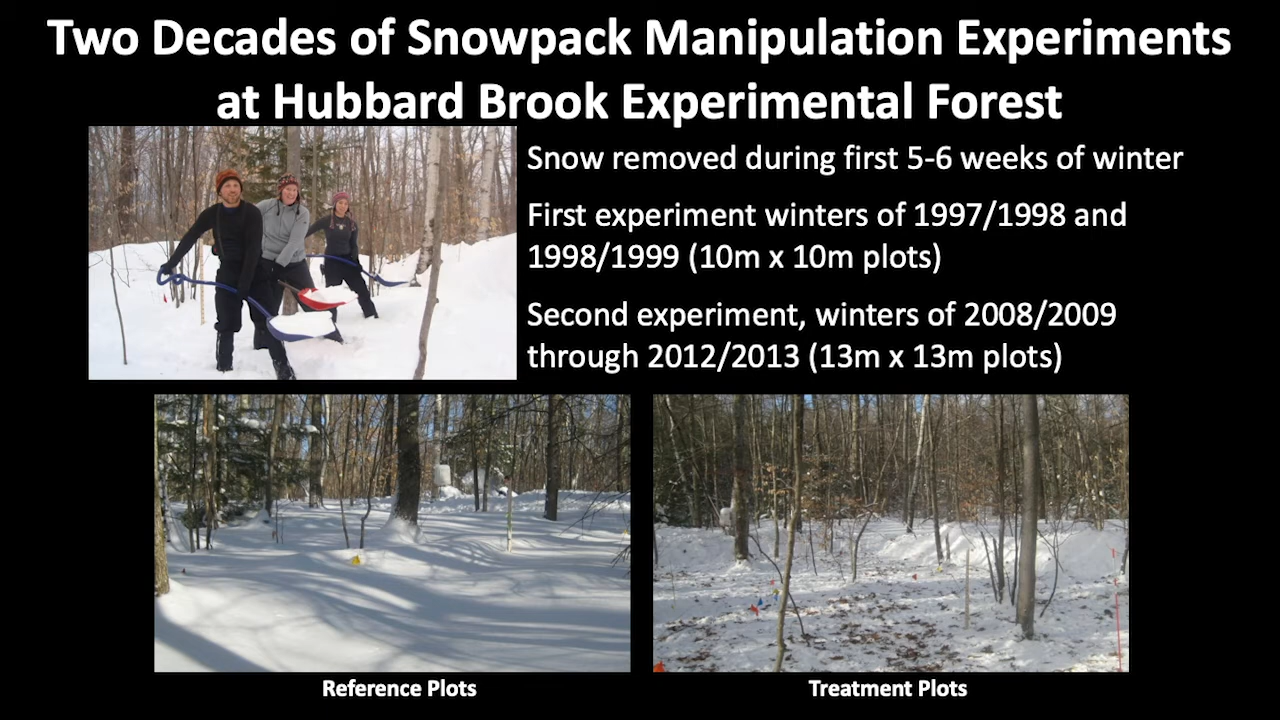 Two Decades of Snowpack Manipulation Experiments
at Hubbard Brook Experimental Forest
Snow removed during first 5-6 weeks of winter
First experiment winters of 1997/1998 and
1998/1999 (10m x 10m plots)
Second experiment, winters of 2008/2009
through 2012/2013 (13m x 13m plots)
Reference Plots
Treatment Plots